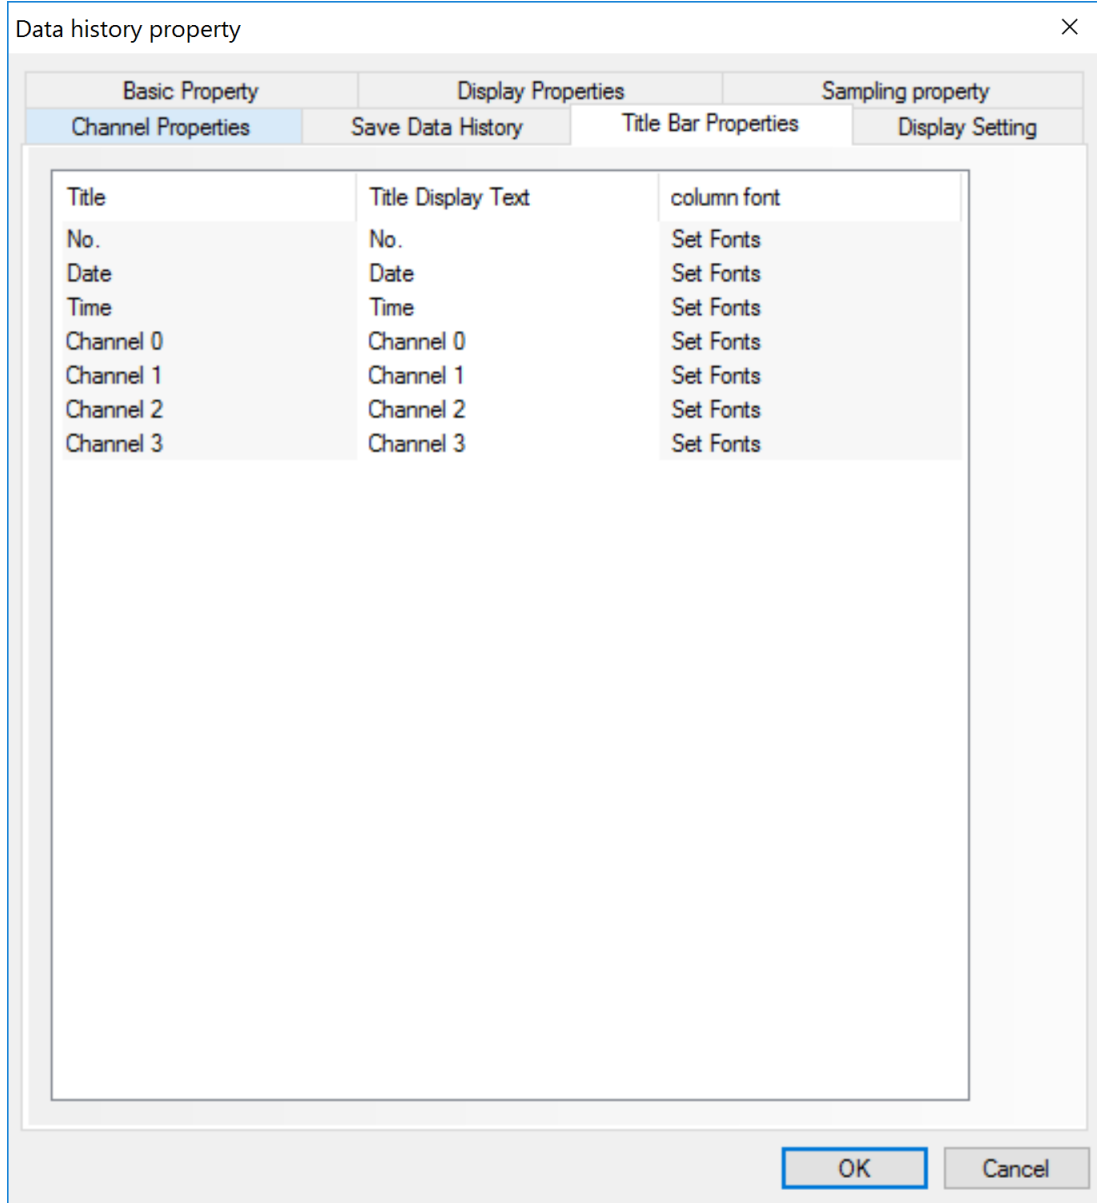 Data history property
Basic Property Display Properties Sampling property
Channel Properties Save Data History Title Bar Properties Display Setting
Title Title Display Text column font
No. No. Set Fonts
Date Date Set Fonts
Time Time Set Fonts
Channel 0 Channel 0 Set Fonts
Channel 1 Channel 1 Set Fonts
Channel 2 Channel 2 Set Fonts
Channel 3 Channel 3 Set Fonts
OK Cancel